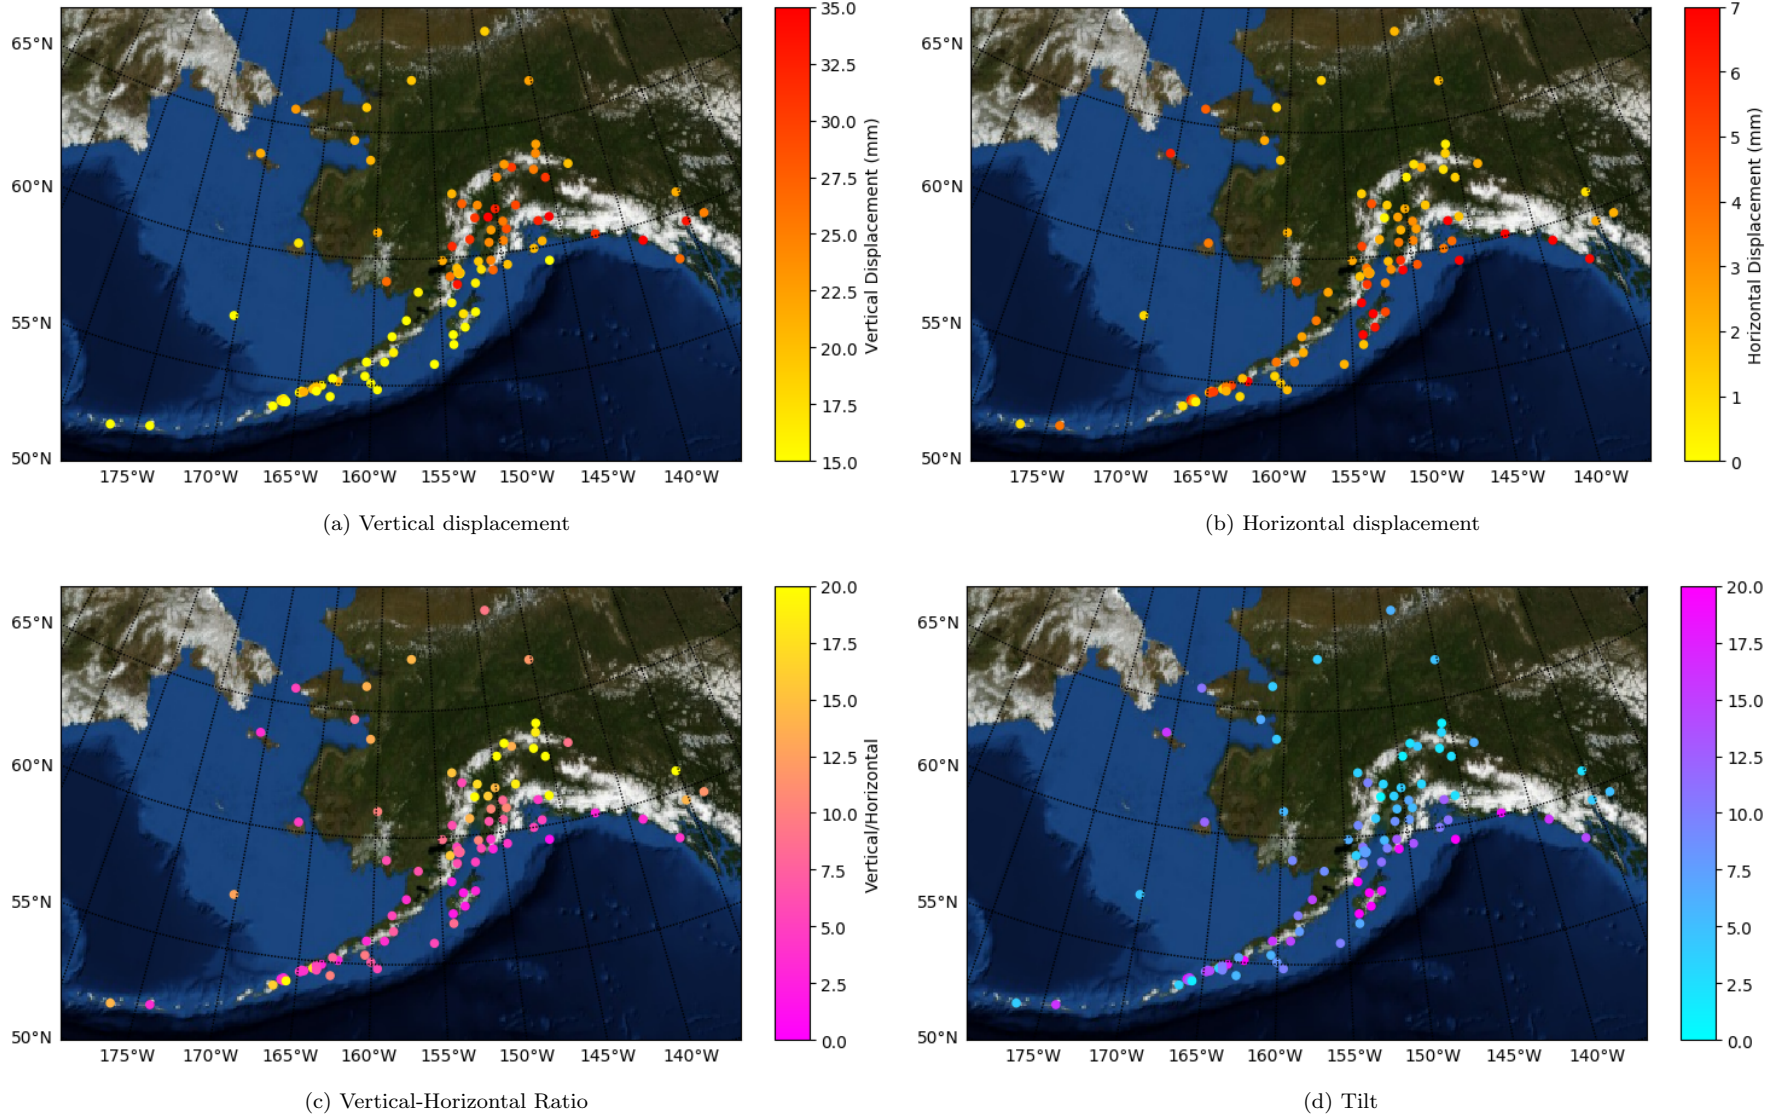 65°N
60°N
55°N
50°N
175°W 170°W 165°W 160°W 155°W 150°W 145°W 140°W
35.0
32.5
30.0
27.5
25.0
22.5
20.0
17.5
15.0
Vertical Displacement (mm)
(a) Vertical displacement
65°N
60°N
55°N
50°N
175°W 170°W 165°W 160°W 155°W 150°W 145°W 140°W
7
6
5
4
3
2
1
0
Horizontal Displacement (mm)
(b) Horizontal displacement
65°N
60°N
55°N
50°N
175°W 170°W 165°W 160°W 155°W 150°W 145°W 140°W
20.0
17.5
15.0
12.5
10.0
7.5
5.0
2.5
0.0
Vertical/Horizontal
(c) Vertical-Horizontal Ratio
65°N
60°N
55°N
50°N
175°W 170°W 165°W 160°W 155°W 150°W 145°W 140°W
20.0
17.5
15.0
12.5
10.0
7.5
5.0
2.5
0.0
(d) Tilt